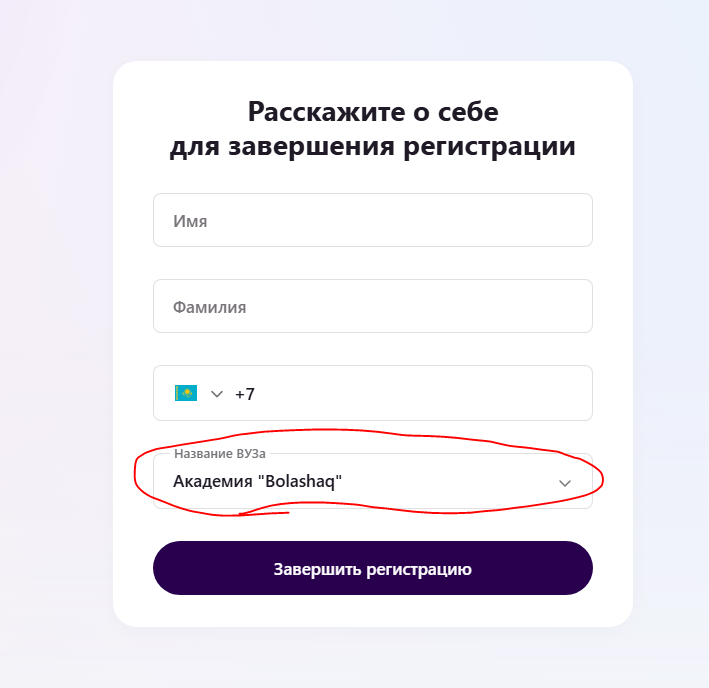 Расскажите о себе
для завершения регистрации
Имя
Фамилия
+7
Название ВУЗа
Академия "Bolashaq"
Завершить регистрацию